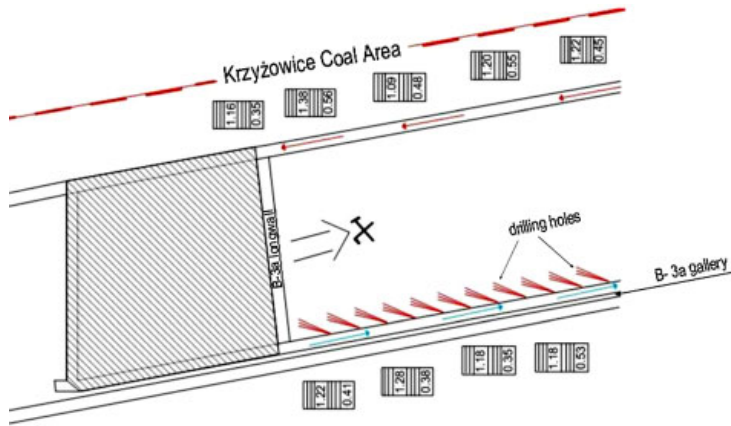 Krzyżowice Coal Area
1.16 0.35
1.38 0.56
1.09 0.48
1.20 0.55
1.22 0.45
B-3a longwall
drilling holes
B- 3a gallery
1.22 0.41
1.28 0.38
1.18 0.35
1.18 0.53